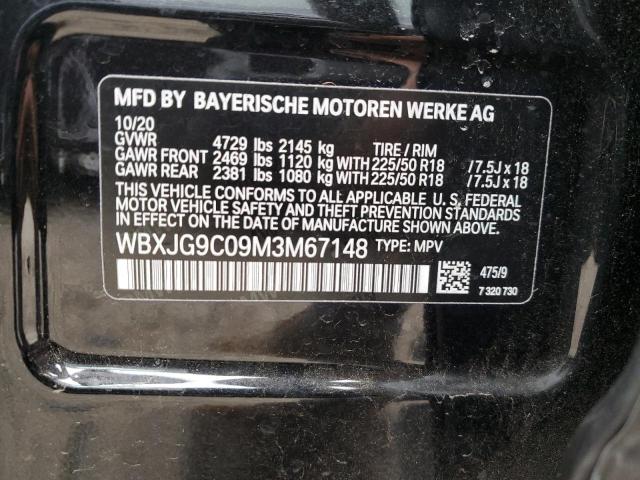 MFD BY BAYERISCHE MOTOREN WERKE AG
10/20
GVWR 4729 lbs 2145 kg TIRE / RIM
GAWR FRONT 2469 lbs 1120 kg WITH 225/50 R18 / 7.5J x 18
GAWR REAR 2381 lbs 1080 kg WITH 225/50 R18 / 7.5J x 18
THIS VEHICLE CONFORMS TO ALL APPLICABLE U. S. FEDERAL
MOTOR VEHICLE SAFETY AND THEFT PREVENTION STANDARDS
IN EFFECT ON THE DATE OF MANUFACTURE SHOWN ABOVE.
WBXJG9C09M3M67148 TYPE: MPV
475/9
7 320 730